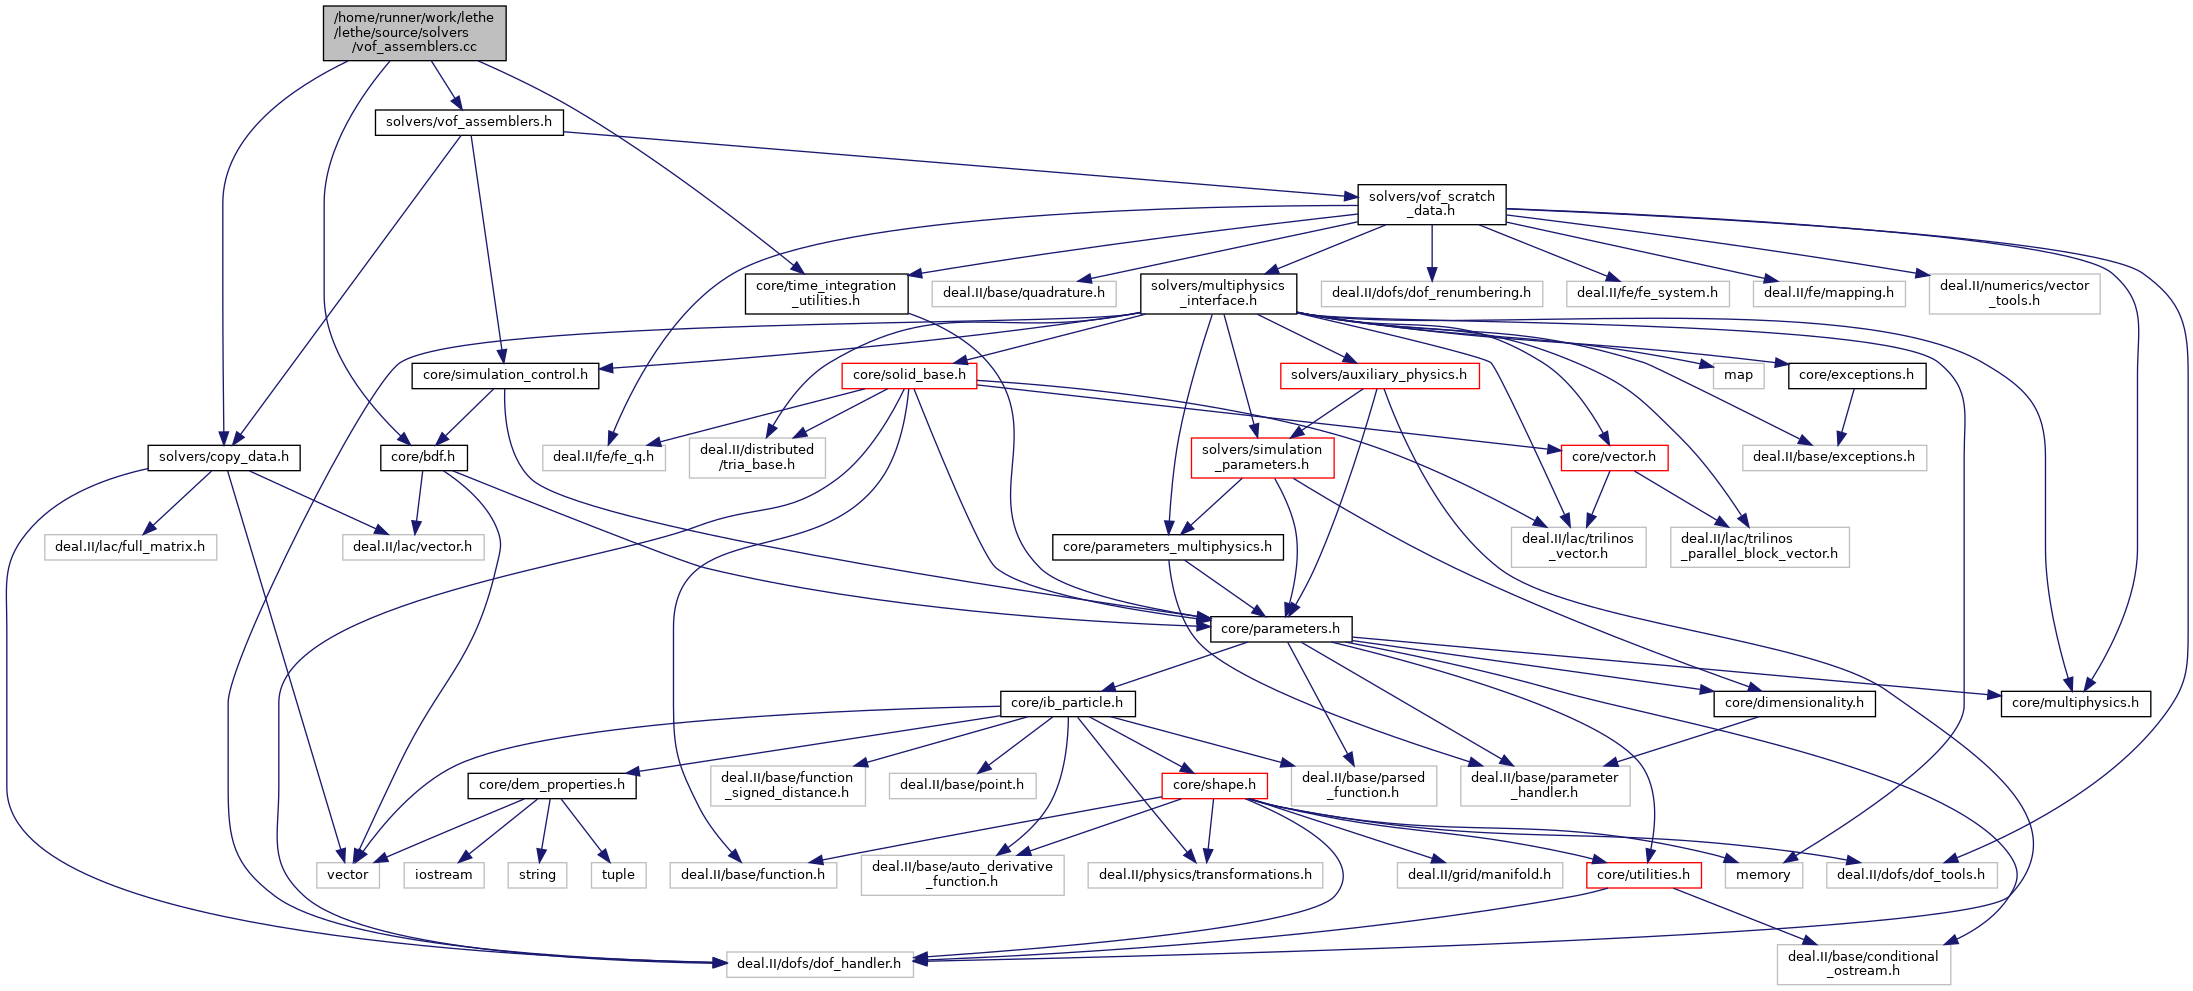 /home/runner/work/lethe
/lethe/source/solvers
/vof_assemblers.cc
solvers/vof_assemblers.h
solvers/vof_scratch
_data.h
core/time_integration
_utilities.h
deal.II/base/quadrature.h
solvers/multiphysics
_interface.h
deal.II/dofs/dof_renumbering.h
deal.II/fe/fe_system.h
deal.II/fe/mapping.h
deal.II/numerics/vector
_tools.h
core/simulation_control.h
core/solid_base.h
solvers/auxiliary_physics.h
map
core/exceptions.h
solvers/copy_data.h
core/bdf.h
deal.II/fe/fe_q.h
deal.II/distributed
/tria_base.h
solvers/simulation
_parameters.h
core/vector.h
deal.II/base/exceptions.h
deal.II/lac/full_matrix.h
deal.II/lac/vector.h
core/parameters_multiphysics.h
deal.II/lac/trilinos
_vector.h
deal.II/lac/trilinos
_parallel_block_vector.h
core/parameters.h
core/ib_particle.h
core/dimensionality.h
core/multiphysics.h
core/dem_properties.h
deal.II/base/function
_signed_distance.h
deal.II/base/point.h
core/shape.h
deal.II/base/parsed
_function.h
deal.II/base/parameter
_handler.h
vector
iostream
string
tuple
deal.II/base/function.h
deal.II/base/auto_derivative
_function.h
deal.II/physics/transformations.h
deal.II/grid/manifold.h
core/utilities.h
memory
deal.II/dofs/dof_tools.h
deal.II/dofs/dof_handler.h
deal.II/base/conditional
_ostream.h